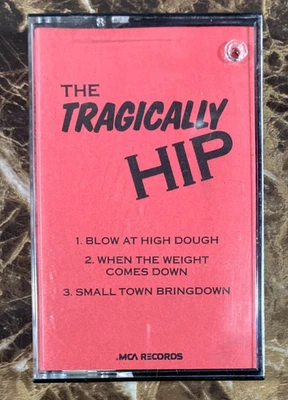 THE
TRAGICALLY
HIP
1. BLOW AT HIGH DOUGH
2. WHEN THE WEIGHT
COMES DOWN
3. SMALL TOWN BRINGDOWN
.MCA RECORDS